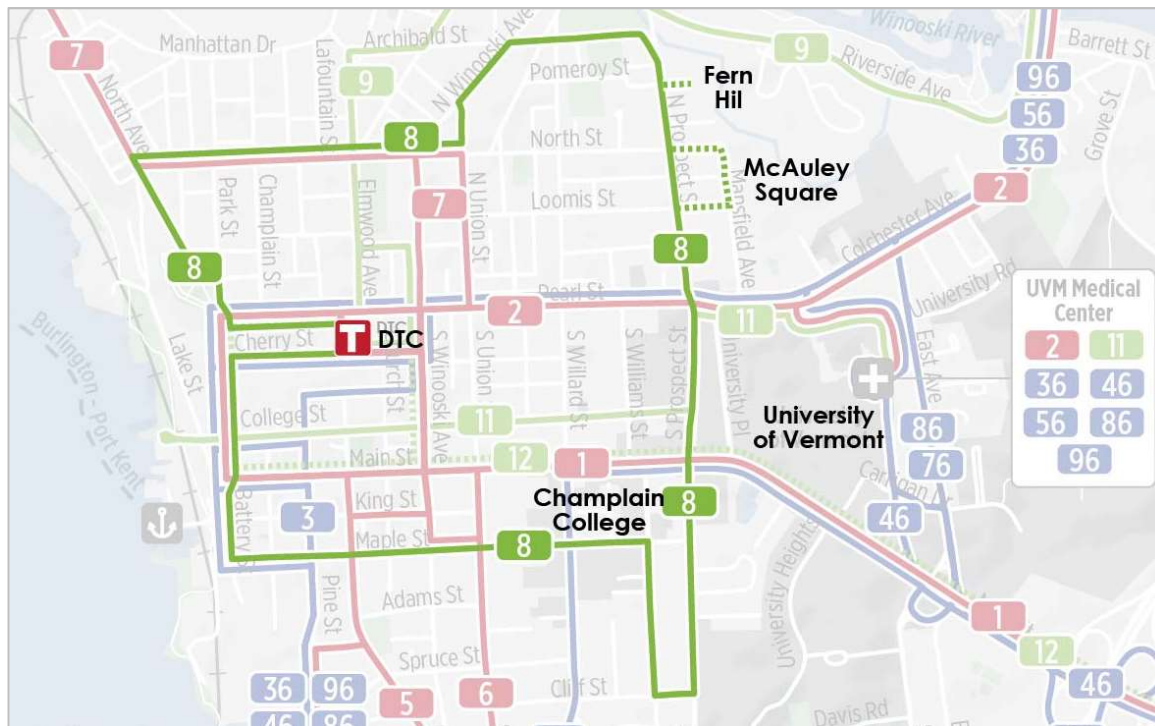 Manhattan Dr
Archibald St
N Winooski Ave
Winooski River
Barrett St
7
9
9
Riverside Ave
96
56
36
Grove St
North Ave
Lafountain St
Pomeroy St
Fern
Hil
8
North St
N Prospect S
McAuley
Square
2
Park St
Champlain St
Elmwood Ave
7
N Union St
Loomis St
Mansfield Ave
Colchester Ave
8
8
University Rd
UVM Medical
Center
2 11
36 46
56 86
96
Pearl St
2
11
Lake St
Cherry St
T
DTC
DTC
S Winooski Ave
S Union
S Willard St
S Williams St
S Prospect St
University Pl
East Ave
Burlington - Port Kent
College St
11
University
of Vermont
86
Main St
12
1
76
Carrigan Dr
King St
Champlain
College
8
46
3
Maple St
8
University Heights
Pine St
Adams St
1
12
46
Spruce St
36 96
5
6
Cliff St
46 86
Davis Rd